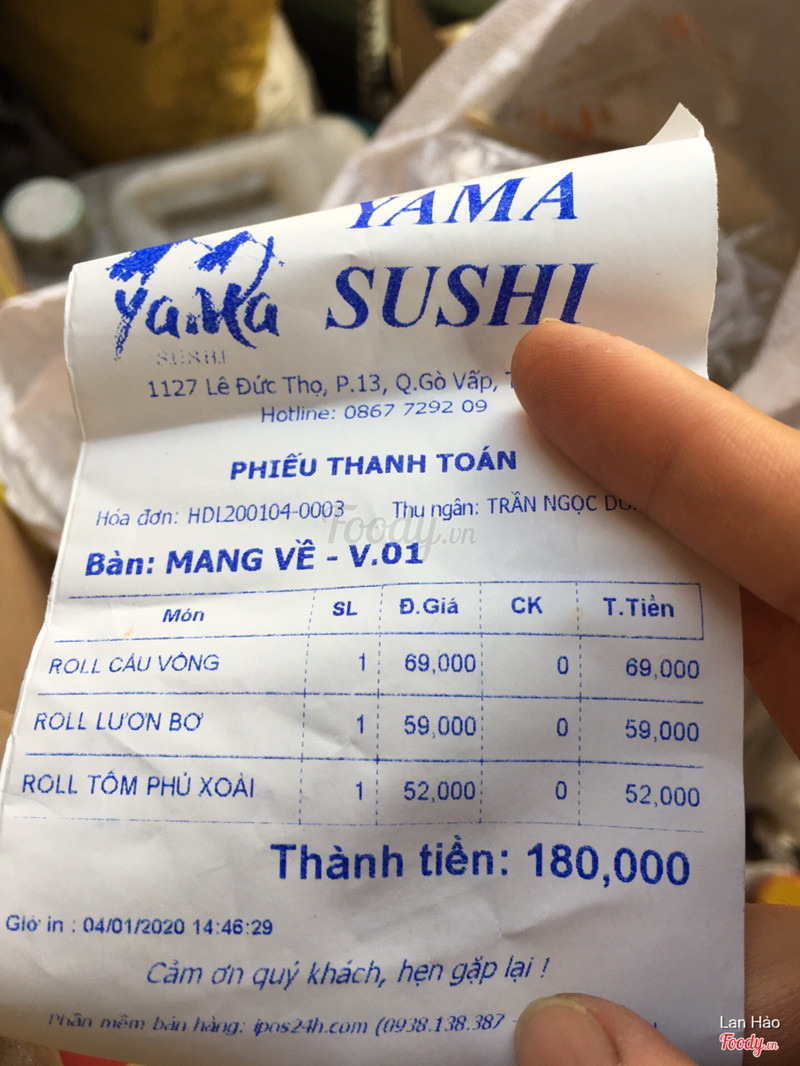 YAMA
SUSHI
YaMa
SUSHI
1127 Lê Đức Thọ, P.13, Q.Gò Vấp,
Hotline: 0867 7292 09
PHIẾU THANH TOÁN
Hóa đơn: HDL200104-0003 Thu ngân: TRẦN NGỌC
Foody.vn
Bàn: MANG VỀ - V.01
Món SL Đ.Giá CK T.Tiền
ROLL CẦU VỒNG 1 69,000 0 69,000
ROLL LƯƠN BƠ 1 59,000 0 59,000
ROLL TÔM PHỦ XOÀI 1 52,000 0 52,000
Thành tiền: 180,000
Giờ in : 04/01/2020 14:46:29
Cảm ơn quý khách, hẹn gặp lại !
Phần mềm bán hàng: ipos24h.com (0938.138.387 -
Lan Hảo
Foody.vn